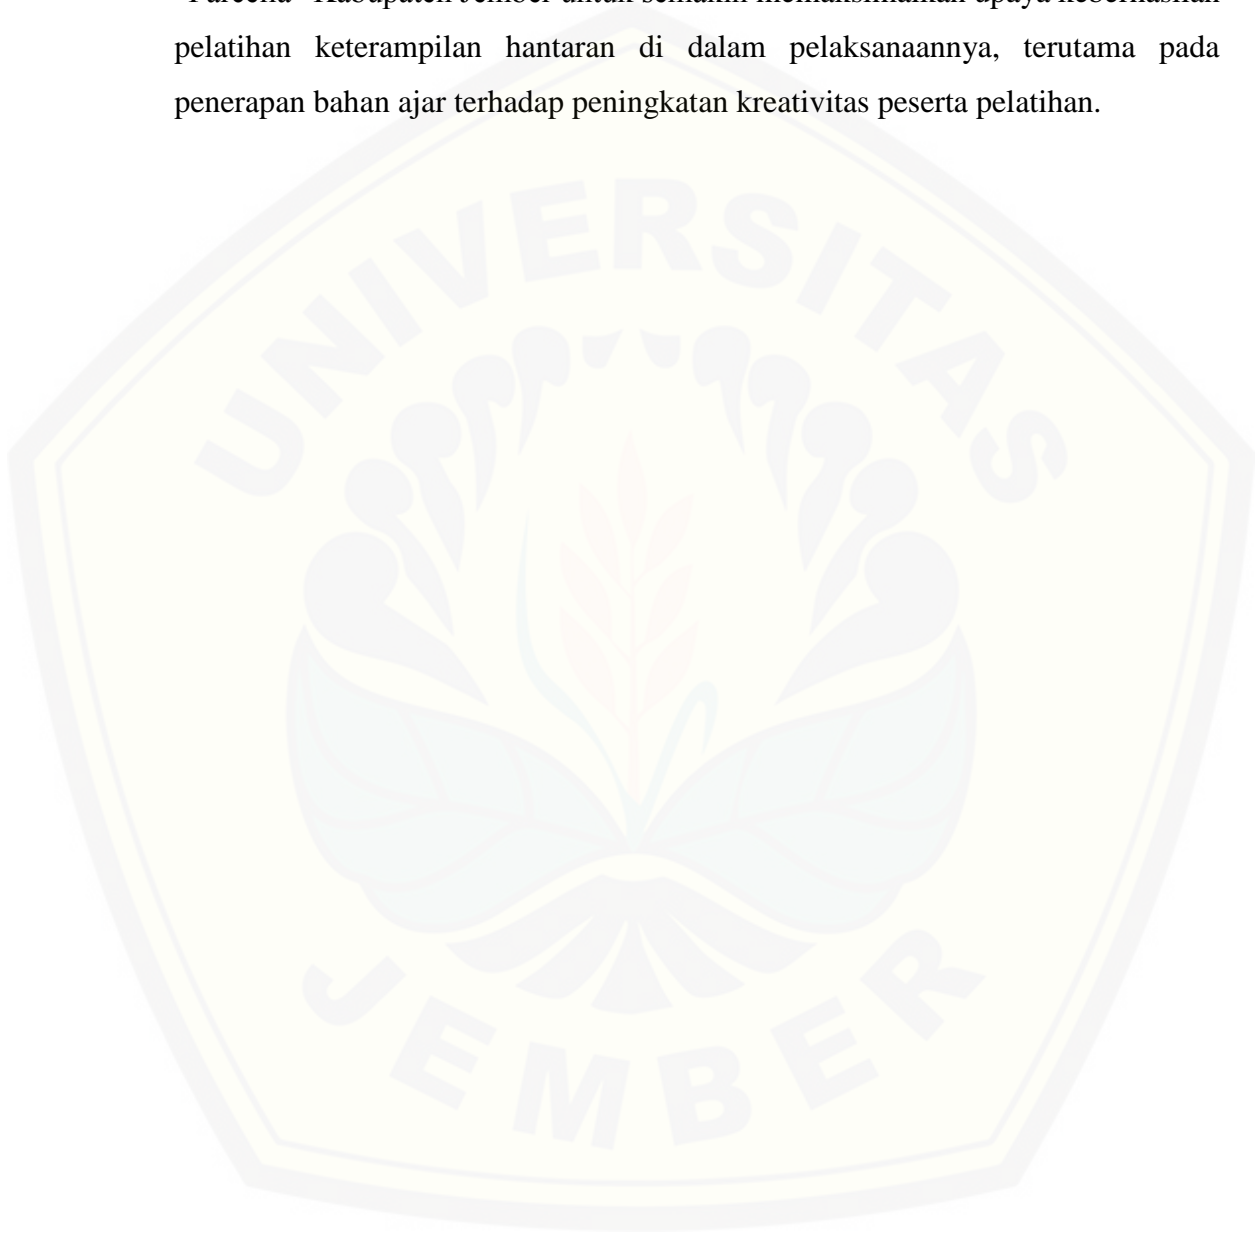 Kabupaten Jember untuk semakin memaksimalkan upaya keberhasilan
pelatihan keterampilan hantaran di dalam pelaksanaannya, terutama pada
penerapan bahan ajar terhadap peningkatan kreativitas peserta pelatihan.
UNIVERSITAS
JEMBER